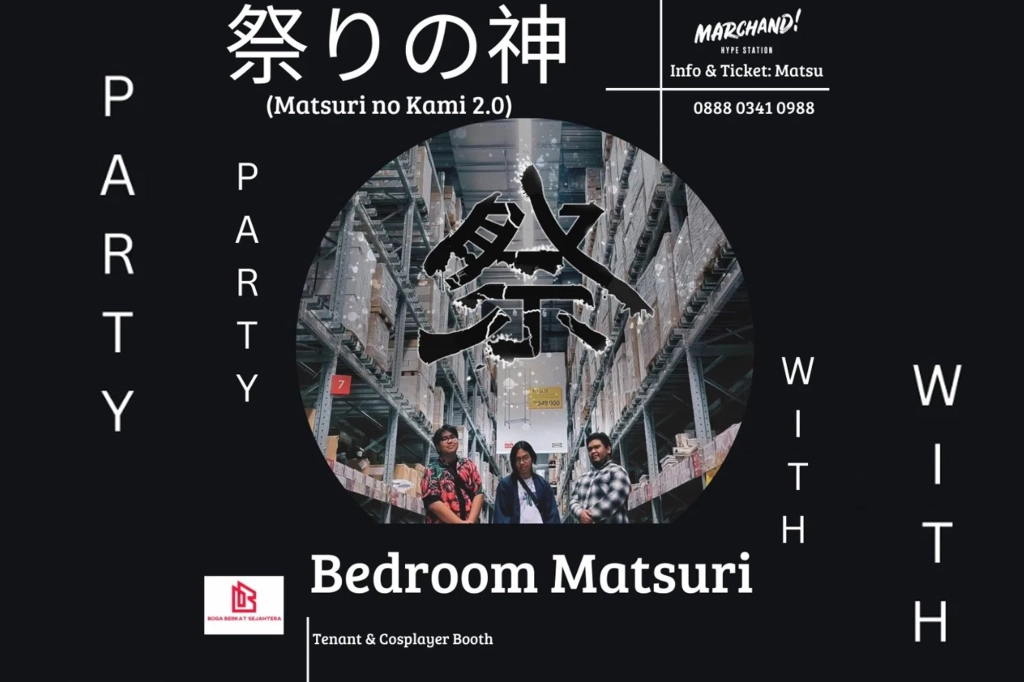 祭りの神
(Matsuri no Kami 2.0)
MARCHAND!
HYPE STATION
Info & Ticket: Matsu
0888 0341 0988
PARTY
PARTY
祭
7
WITH
WITH
Bedroom Matsuri
BOGA BERKAT SEJAHTERA
Tenant & Cosplayer Booth